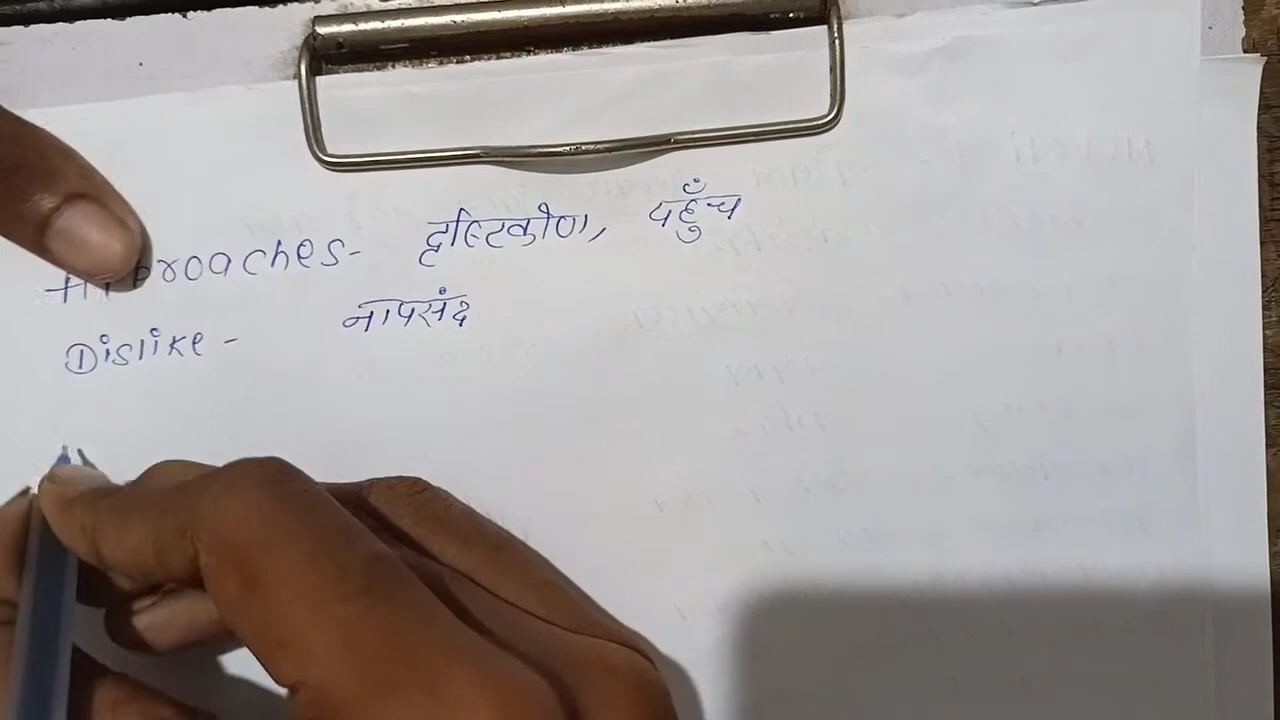 Approaches- दृष्टिकोण, पहुँच
Dislike- नापसंद